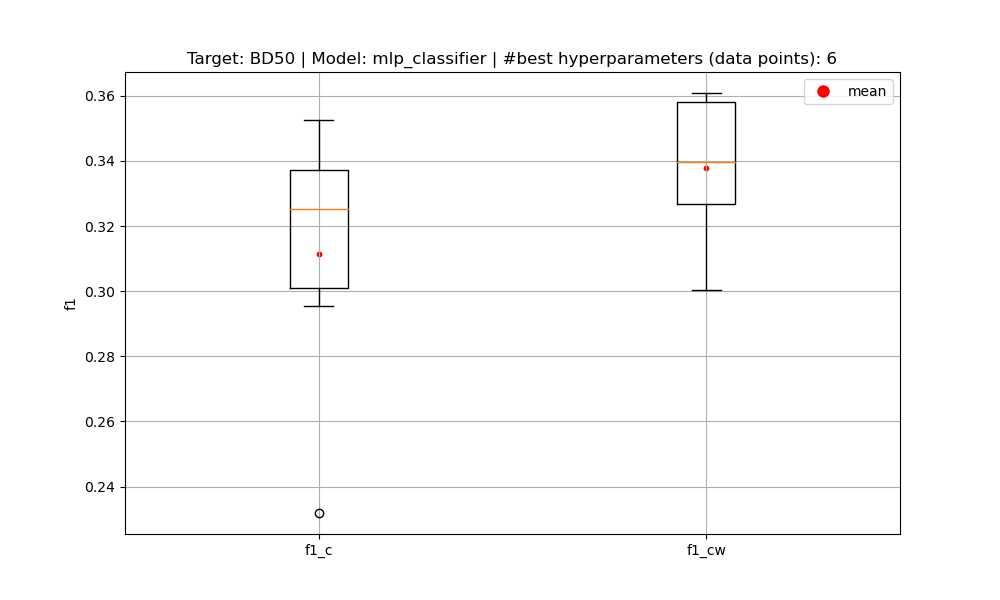 Target: BD50 | Model: mlp_classifier | #best hyperparameters (data points): 6
mean
0.36
0.34
0.32
0.30
0.28
0.26
0.24
f1
f1_c
f1_cw